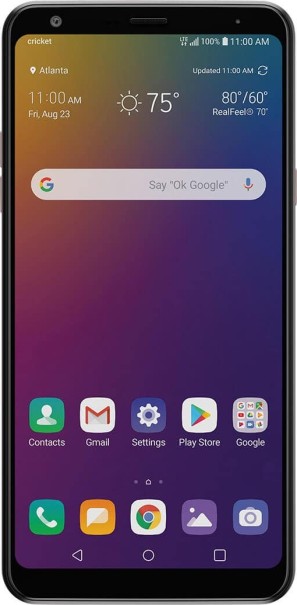 cricket
LTE 100% 11:00 AM
Atlanta
Updated 11:00 AM
11:00 AM
Fri, Aug 23
75°
80°/60°
RealFeel® 70°
G Say "Ok Google"
Contacts Gmail Settings Play Store Google